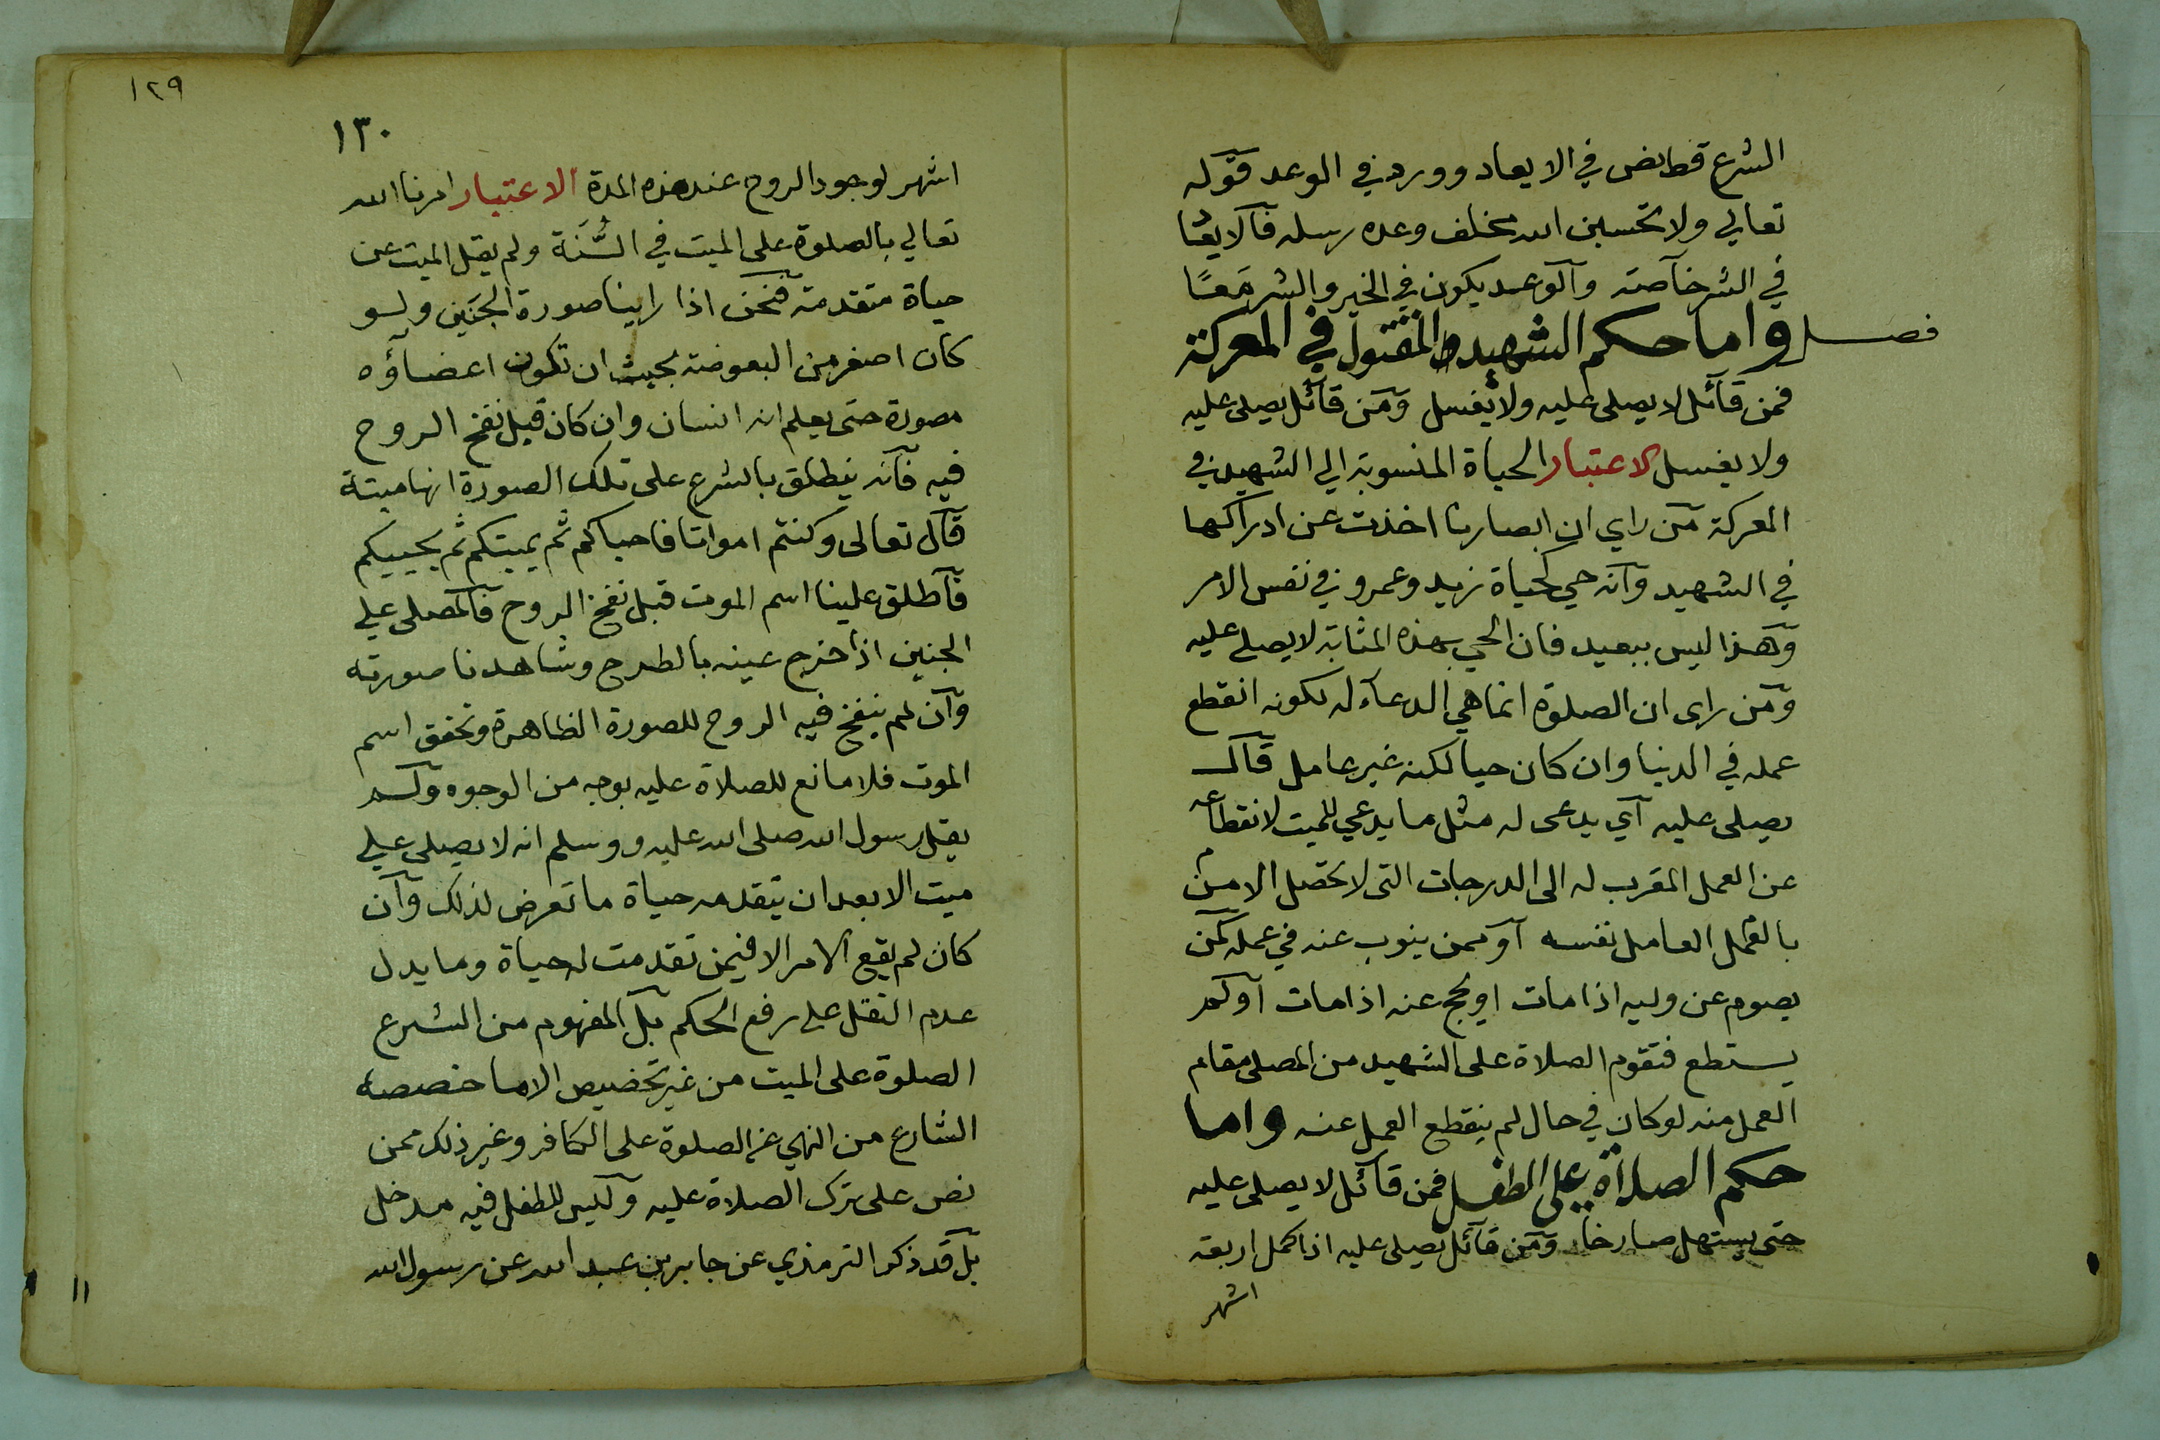 الشرع قط بنص في الايعاد وورد في الوعد قوله
تعالي ولا تحسبن الله مخلف وعده رسله فالايعا
في الشر خاصة والوعد يكون في الخير والشر معًا
فصل واما حكم الشهيد المقتول في المعركة
فمن قائل لا يصلى عليه ولا يغسل ومن قائل يصلى عليه
ولا يغسل الاعتبار الحياة المنسوبة الي الشهيد في
المعركة من راي ان ابصارنا اخذت عن ادراكها
في الشهيد وانه حي كحياة زيد وعمرو في نفس الامر
وهذا ليس ببعيد فان الحي بهذه المثابة لا يصلي عليه
ومن راى ان الصلوة انما هي الدعاء له لكونه انقطع
عمله في الدنيا وان كان حيا لكنه غير عامل قال
يصلى عليه اي يدعى له مثل ما يدعي للميت لانقطاعه
عن العمل المقرب له الى الدرجات التى لا تحصل الا من
بالعمل العامل نفسه او ممن ينوب عنه في عمله كمن
يصوم عن وليه اذا مات او يحج عنه اذا مات او لم
يستطع فتقوم الصلاة على الشهيد من المصلى مقام
العمل منه لو كان في حال لم ينقطع العمل عنه واما
حكم الصلاة على الطفل فمن قائل لا يصلى عليه
حتى يستهل صارخا ومن قائل يصلى عليه اذا كمل اربعة
اشهر
١٢٩
١٣٠
اشهر لوجود الروح عند هذه المدة الاعتبار امرنا الله
تعالي بالصلوة على الميت في السُّنَة ولم يقل الميت عن
حياة متقدمة فنحن اذا راينا صورة الجنين ولو
كان اصغر من البعوضة بحيث ان تكون اعضاؤه
مصورة حتى يعلم انه انسان وان كان قبل نفخ الروح
فيه فانه ينطلق بالشرع على تلك الصورة انها ميتة
قال تعالى وكنتم امواتا فاحياكم ثم يميتكم ثم يحييكم
فاطلق علينا اسم الموت قبل نفخ الروح فالمصلى علي
الجنين اذا خرج عينه بالطرح وشاهدنا صورته
وان لم ينفخ فيه الروح للصورة الظاهرة وتحقق اسم
الموت فلا مانع للصلاة عليه بوجه من الوجوه ولم
يقل رسول الله صلى الله عليه ووسلم انه لا يصلى علي
ميت الا بعد ان يتقدمه حياة ما تعرض لذلك وان
كان لم يقع الامر الا فيمن تقدمت له حياة وما يدل
عدم النقل علي رفع الحكم بل المفهوم من الشرع
الصلوة على الميت من غير تخصيص الا ما خصصه
الشارع من النهي عن الصلوة على الكافر وغير ذلك ممن
نص على ترك الصلاة عليه وليس للطفل فيه مدخل
بل قد ذكر الترمذي عن جابر بن عبد الله عن رسول الله
١١